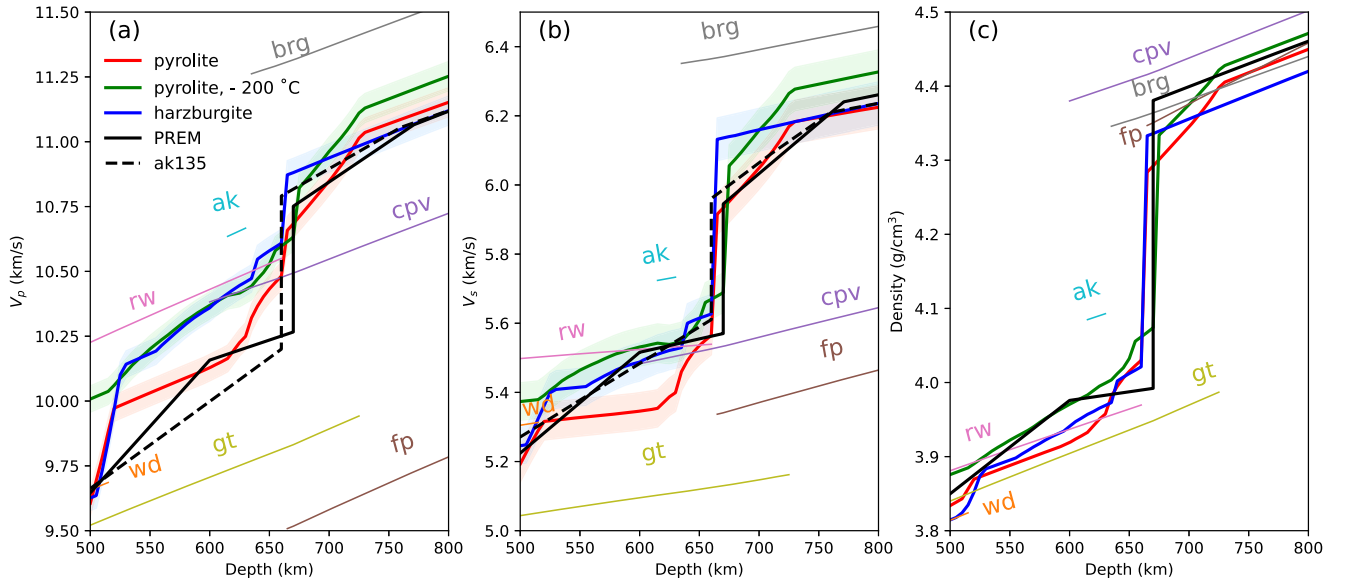 (a)
pyrolite
pyrolite, - 200 ˚C
harzburgite
PREM
ak135
brg
ak
cpv
rw
gt
wd
fp
11.50
11.25
11.00
10.75
10.50
10.25
10.00
9.75
9.50
Vp (km/s)
500 550 600 650 700 750 800
Depth (km)
(b)
brg
ak
cpv
rw
fp
wd
gt
6.4
6.2
6.0
5.8
5.6
5.4
5.2
5.0
Vs (km/s)
500 550 600 650 700 750 800
Depth (km)
(c)
cpv
brg
fp
ak
gt
rw
wd
4.5
4.4
4.3
4.2
4.1
4.0
3.9
3.8
Density (g/cm³)
500 550 600 650 700 750 800
Depth (km)